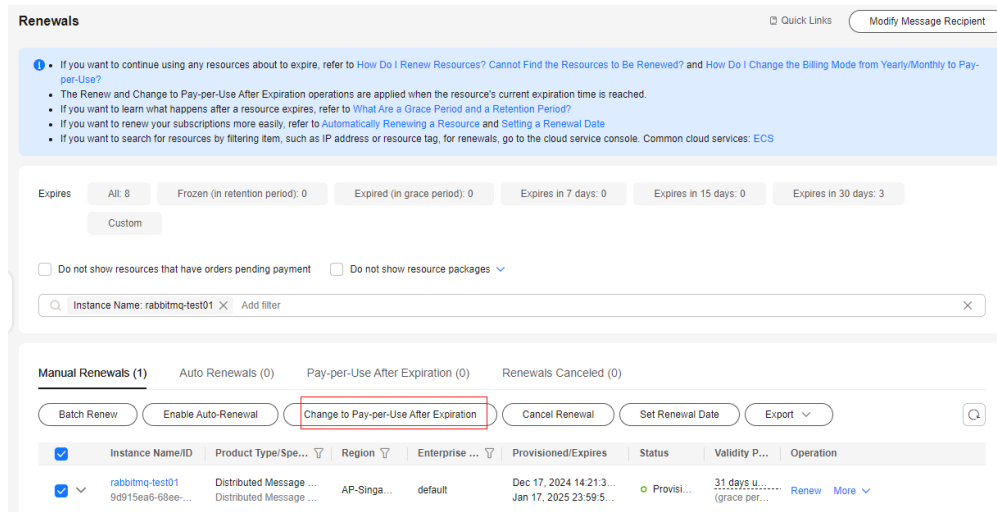 Renewals
Quick Links
Modify Message Recipient
If you want to continue using any resources about to expire, refer to How Do I Renew Resources? Cannot Find the Resources to Be Renewed? and How Do I Change the Billing Mode from Yearly/Monthly to Pay-
per-Use?
The Renew and Change to Pay-per-Use After Expiration operations are applied when the resource's current expiration time is reached.
If you want to learn what happens after a resource expires, refer to What Are a Grace Period and a Retention Period?
If you want to renew your subscriptions more easily, refer to Automatically Renewing a Resource and Setting a Renewal Date
If you want to search for resources by filtering item, such as IP address or resource tag, for renewals, go to the cloud service console. Common cloud services: ECS
Expires All: 8 Frozen (in retention period): 0 Expired (in grace period): 0 Expires in 7 days: 0 Expires in 15 days: 0 Expires in 30 days: 3
Custom
Do not show resources that have orders pending payment Do not show resource packages
Instance Name: rabbitmq-test01 Add filter
Manual Renewals (1) Auto Renewals (0) Pay-per-Use After Expiration (0) Renewals Canceled (0)
Batch Renew Enable Auto-Renewal Change to Pay-per-Use After Expiration Cancel Renewal Set Renewal Date Export
Instance Name/ID Product Type/Spe... Region Enterprise ... Provisioned/Expires Status Validity P... Operation
rabbitmq-test01 Distributed Message ... AP-Singa... default Dec 17, 2024 14:21:3... Provisi... 31 days u... Renew More
9d915ea6-68ee-... Distributed Message ... Jan 17, 2025 23:59:5... (grace per...